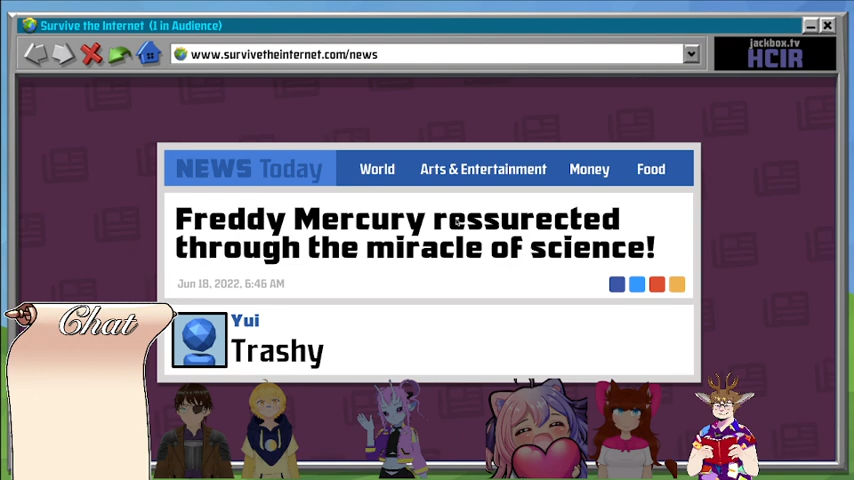 Survive the Internet (1 in Audience)
www.survivetheinternet.com/news
jackbox.tv
HCIR
NEWS Today
World
Arts & Entertainment
Money
Food
Freddy Mercury ressurected
through the miracle of science!
Jun 18, 2022, 6:46 AM
Chat
Yui
Trashy